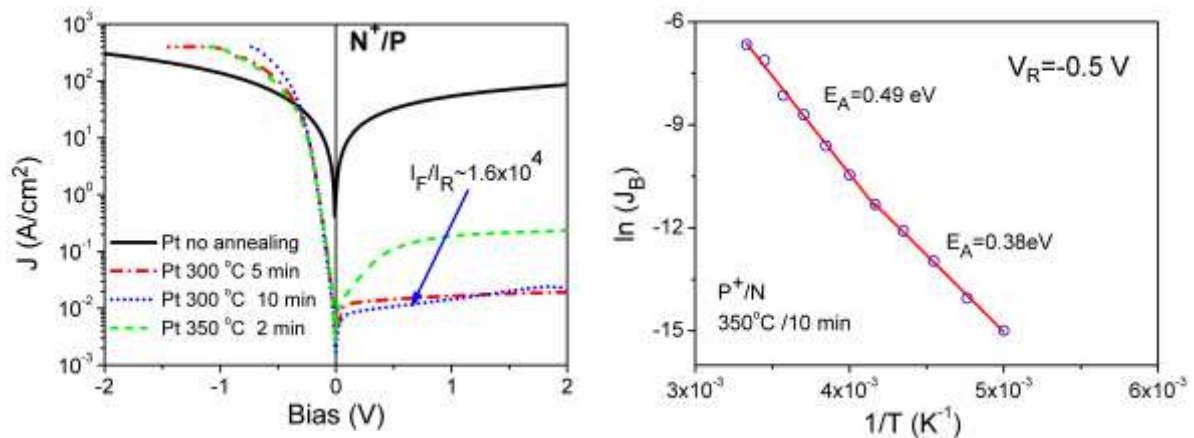 N⁺/P
J (A/cm²)
10³
10²
10¹
10⁰
10⁻¹
10⁻²
10⁻³
I_F/I_R~1.6x10⁴
Pt no annealing
Pt 300 °C 5 min
Pt 300 °C 10 min
Pt 350 °C 2 min
-2 -1 0 1 2
Bias (V)
V_R=-0.5 V
ln (J_B)
-6
-9
-12
-15
E_A=0.49 eV
E_A=0.38eV
P⁺/N
350°C /10 min
3x10⁻³ 4x10⁻³ 5x10⁻³ 6x10⁻³
1/T (K⁻¹)